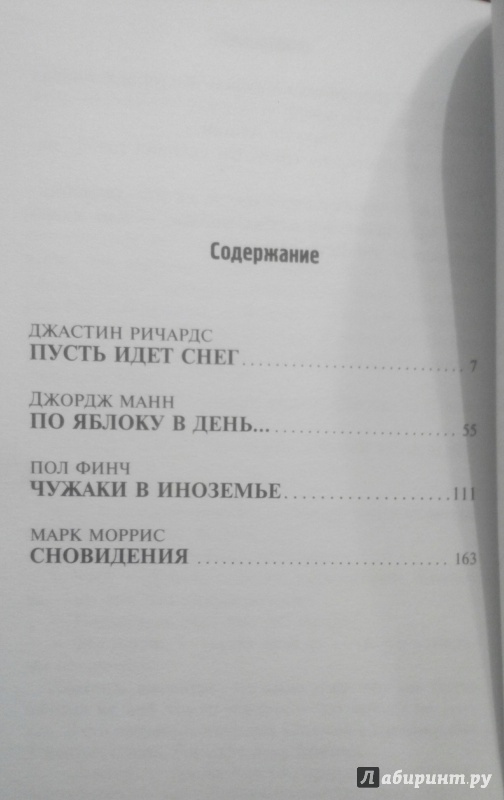 Содержание
ДЖАСТИН РИЧАРДС
ПУСТЬ ИДЕТ СНЕГ 7
ДЖОРДЖ МАНН
ПО ЯБЛОКУ В ДЕНЬ... 55
ПОЛ ФИНЧ
ЧУЖАКИ В ИНОЗЕМЬЕ 111
МАРК МОРРИС
СНОВИДЕНИЯ 163
Лабиринт.ру